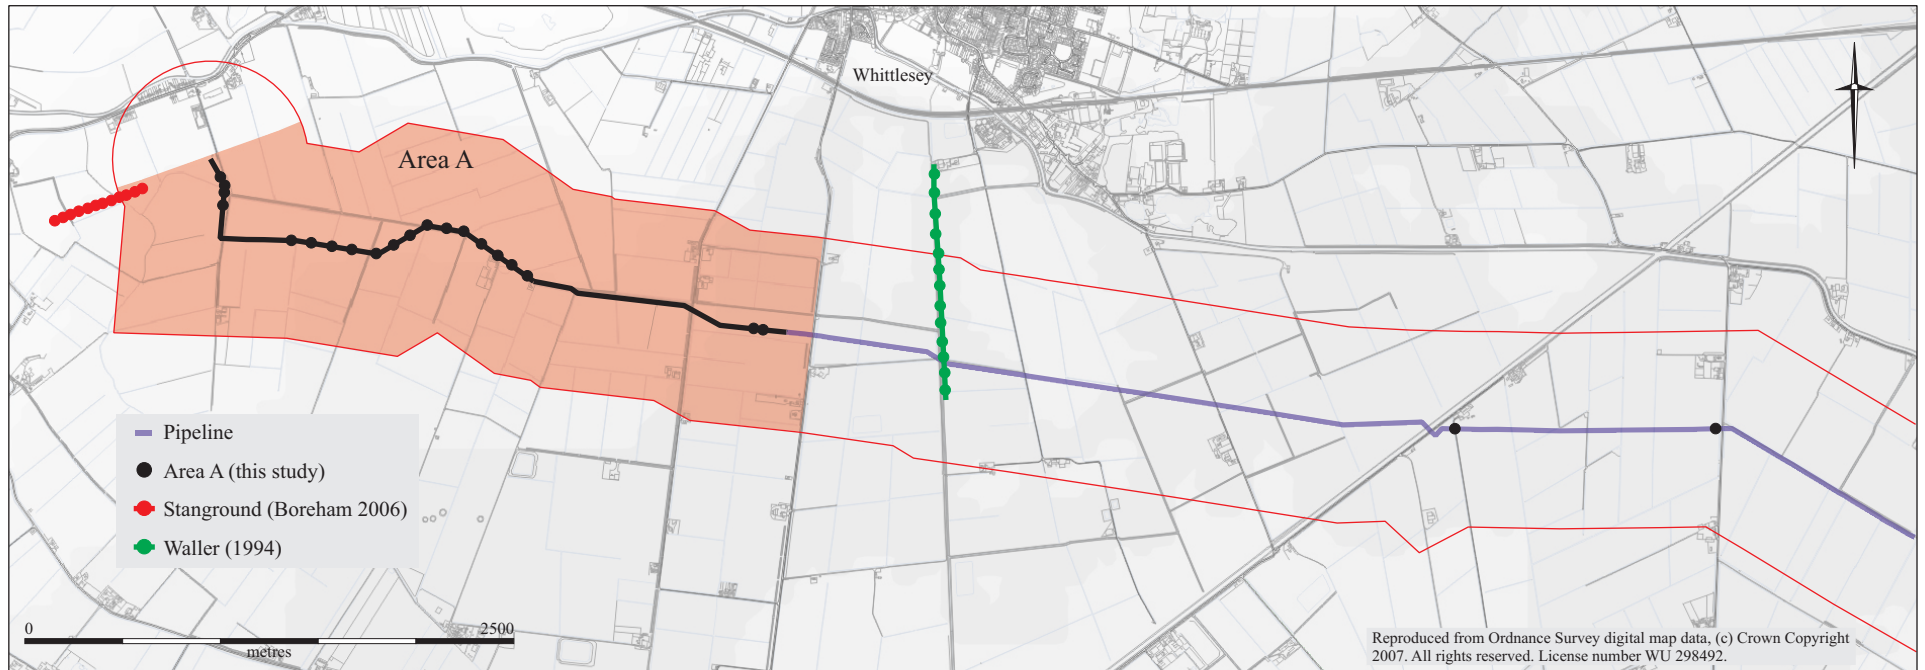 Whittlesey
Area A
Pipeline
Area A (this study)
Stanground (Boreham 2006)
Waller (1994)
0 2500
metres
Reproduced from Ordnance Survey digital map data, (c) Crown Copyright
2007. All rights reserved. License number WU 298492.